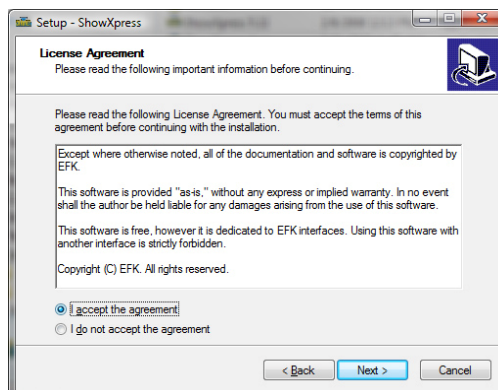 Setup - ShowXpress
License Agreement
Please read the following important information before continuing.
Please read the following License Agreement. You must accept the terms of this
agreement before continuing with the installation.
Except where otherwise noted, all of the documentation and software is copyrighted by
EFK.
This software is provided "as-is," without any express or implied warranty. In no event
shall the author be held liable for any damages arising from the use of this software.
This software is free, however it is dedicated to EFK interfaces. Using this software with
another interface is strictly forbidden.
Copyright (C) EFK. All rights reserved.
I accept the agreement
I do not accept the agreement
< Back Next > Cancel